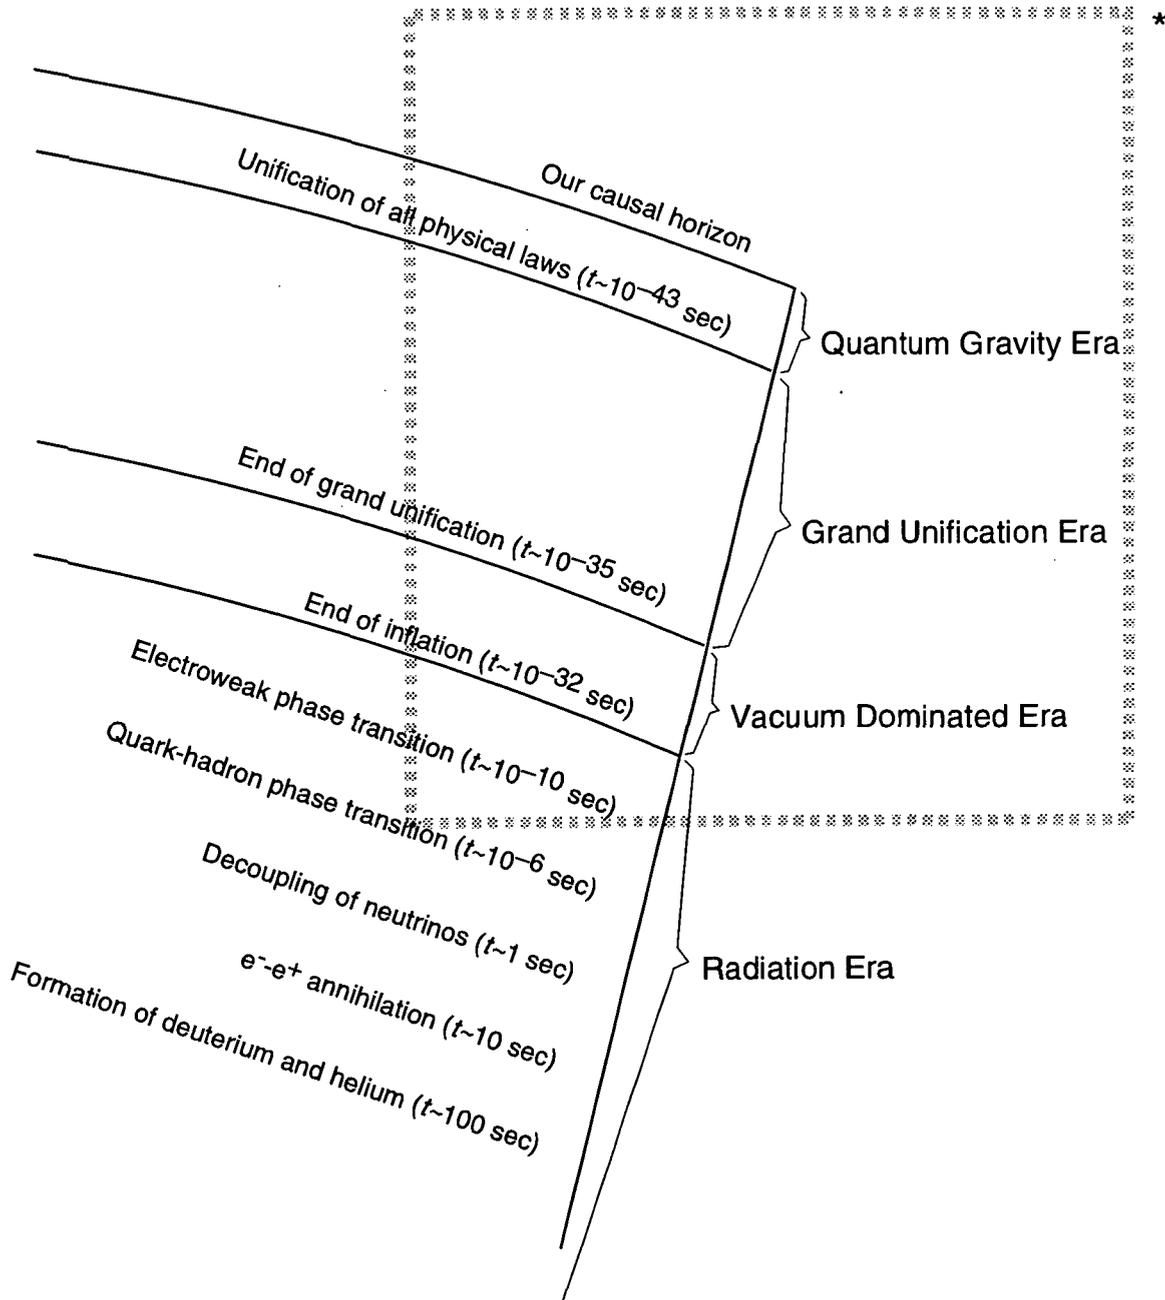 *
Our causal horizon
Unification of all physical laws (t~10–43 sec)
Quantum Gravity Era
End of grand unification (t~10–35 sec)
Grand Unification Era
End of inflation (t~10–32 sec)
Vacuum Dominated Era
Electroweak phase transition (t~10–10 sec)
Quark-hadron phase transition (t~10–6 sec)
Decoupling of neutrinos (t~1 sec)
Radiation Era
e--e+ annihilation (t~10 sec)
Formation of deuterium and helium (t~100 sec)